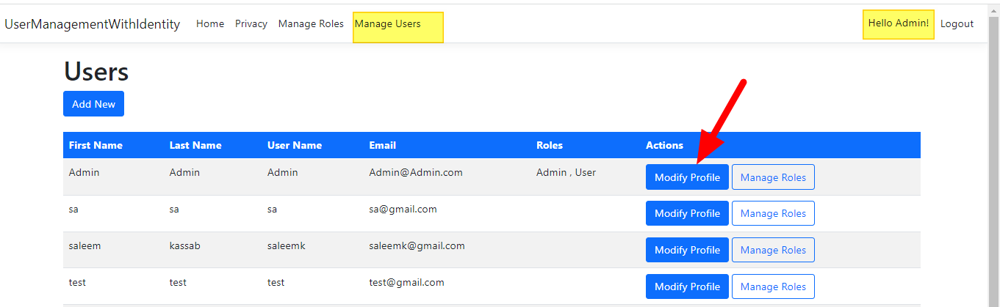 UserManagementWithIdentity Home Privacy Manage Roles Manage Users Hello Admin! Logout
Users
Add New
First Name Last Name User Name Email Roles Actions
Admin Admin Admin Admin@Admin.com Admin , User Modify Profile Manage Roles
sa sa sa sa@gmail.com Modify Profile Manage Roles
saleem kassab saleemk saleemk@gmail.com Modify Profile Manage Roles
test test test test@gmail.com Modify Profile Manage Roles